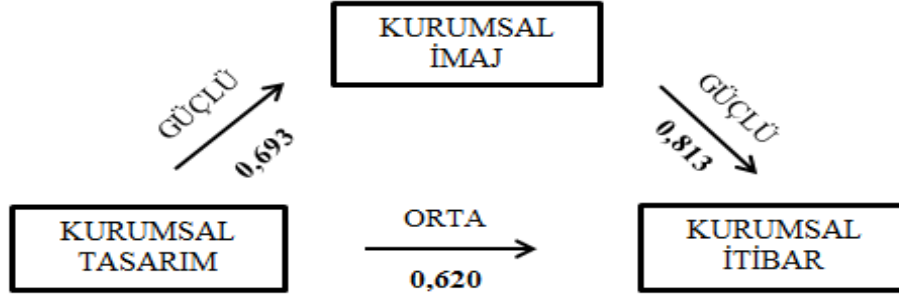 KURUMSAL
İMAJ
GÜÇLÜ
0,693
GÜÇLÜ
0,813
KURUMSAL
TASARIM
ORTA
0,620
KURUMSAL
İTİBAR